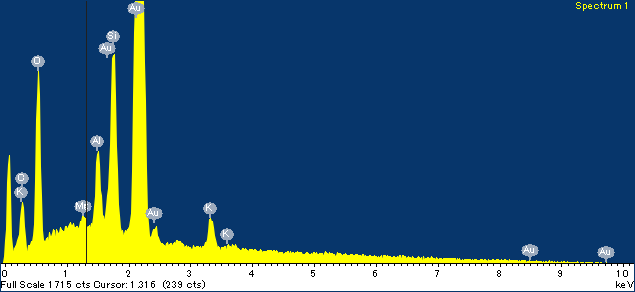 Spectrum 1
Au
Si
Au
O
Al
C
K
Mg
Au
K
K
Au
Au
0 1 2 3 4 5 6 7 8 9 10
Full Scale 1715 cts Cursor: 1.316 (239 cts) keV